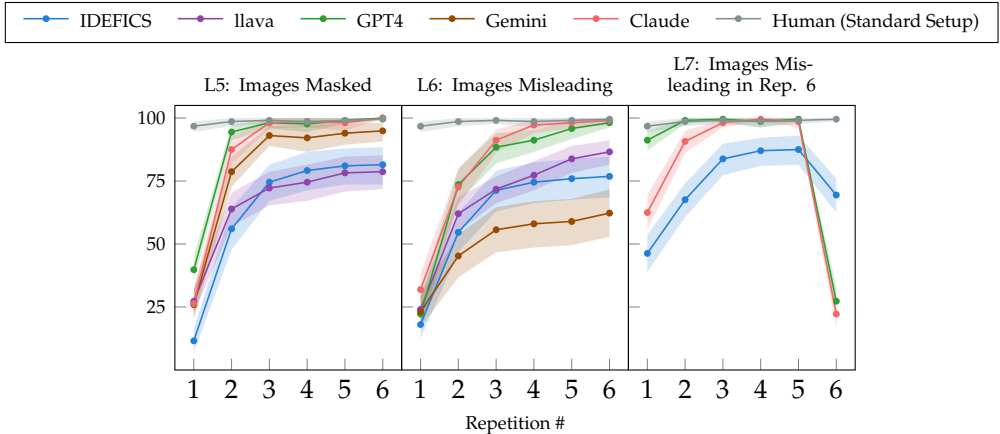 IDEFICS llava GPT4 Gemini Claude Human (Standard Setup)
L5: Images Masked
L6: Images Misleading
L7: Images Mis-
leading in Rep. 6
100
75
50
25
1 2 3 4 5 6
1 2 3 4 5 6
1 2 3 4 5 6
Repetition #